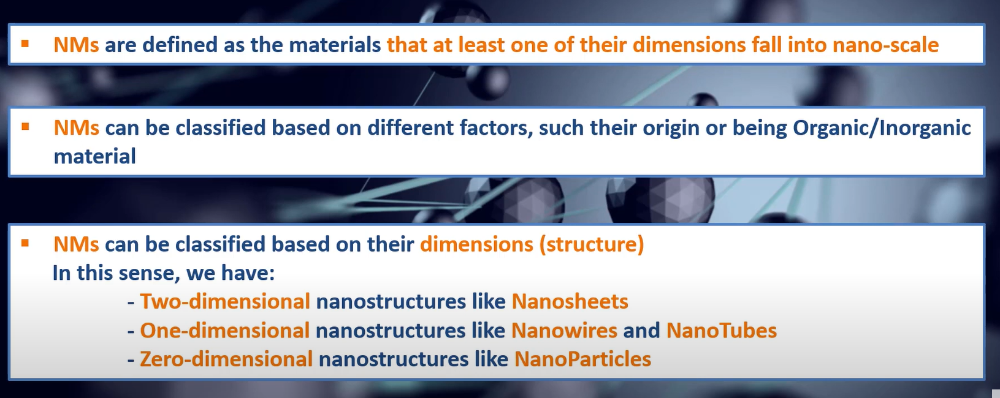 ▪ NMs are defined as the materials that at least one of their dimensions fall into nano-scale
▪ NMs can be classified based on different factors, such their origin or being Organic/Inorganic
material
▪ NMs can be classified based on their dimensions (structure)
In this sense, we have:
- Two-dimensional nanostructures like Nanosheets
- One-dimensional nanostructures like Nanowires and NanoTubes
- Zero-dimensional nanostructures like NanoParticles